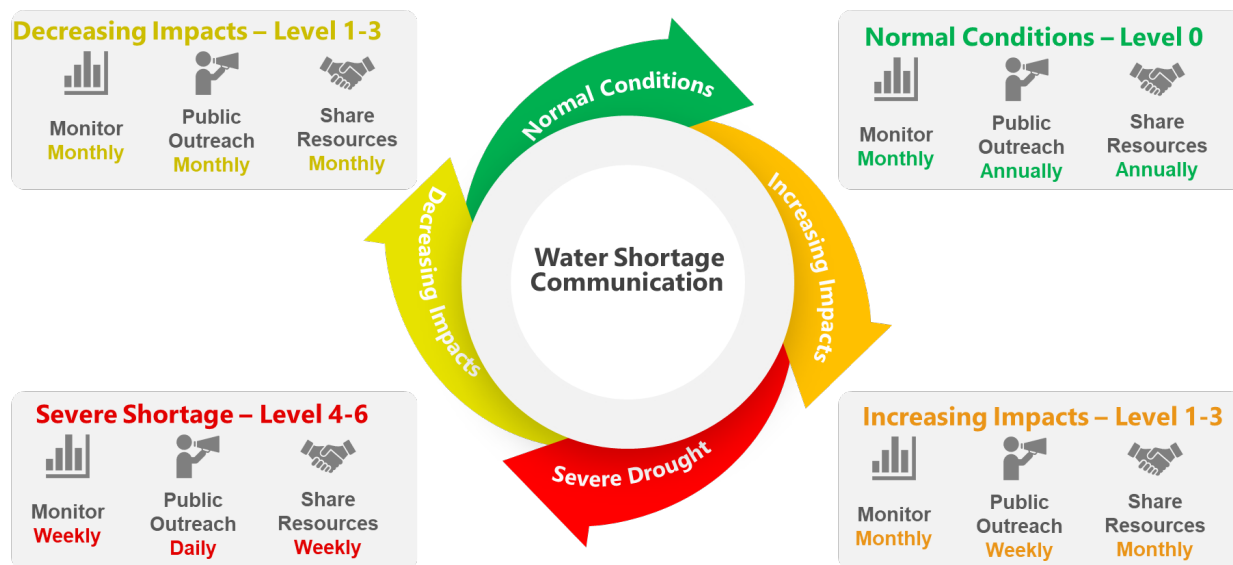 Decreasing Impacts – Level 1-3
Monitor
Monthly
Public
Outreach
Monthly
Share
Resources
Monthly
Normal Conditions – Level 0
Monitor
Monthly
Public
Outreach
Annually
Share
Resources
Annually
Normal Conditions
Increasing Impacts
Severe Drought
Decreasing Impacts
Water Shortage
Communication
Severe Shortage – Level 4-6
Monitor
Weekly
Public
Outreach
Daily
Share
Resources
Weekly
Increasing Impacts – Level 1-3
Monitor
Monthly
Public
Outreach
Weekly
Share
Resources
Monthly